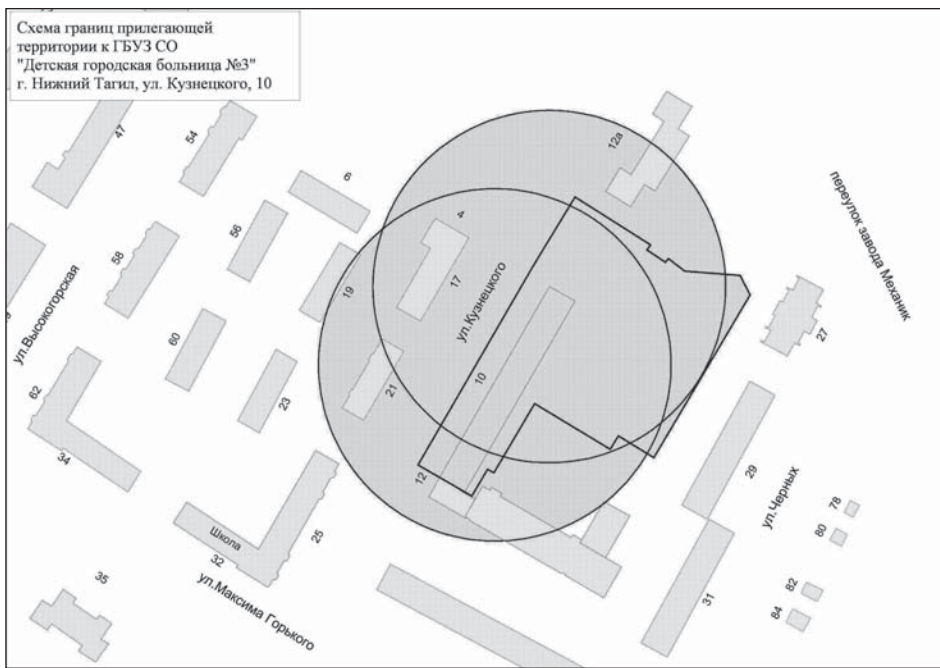 Схема границ прилегающей
территории к ГБУЗ СО
"Детская городская больница №3"
г. Нижний Тагил, ул. Кузнецкого, 10
47
54
6
12а
переулок завода Механик
4
56
58
17
19
ул.Кузнецкого
ул.Высокогорская
27
60
10
62
23
21
34
12
29
ул.Черных
78
80
Школа
32
25
35
ул.Максима Горького
31
82
84